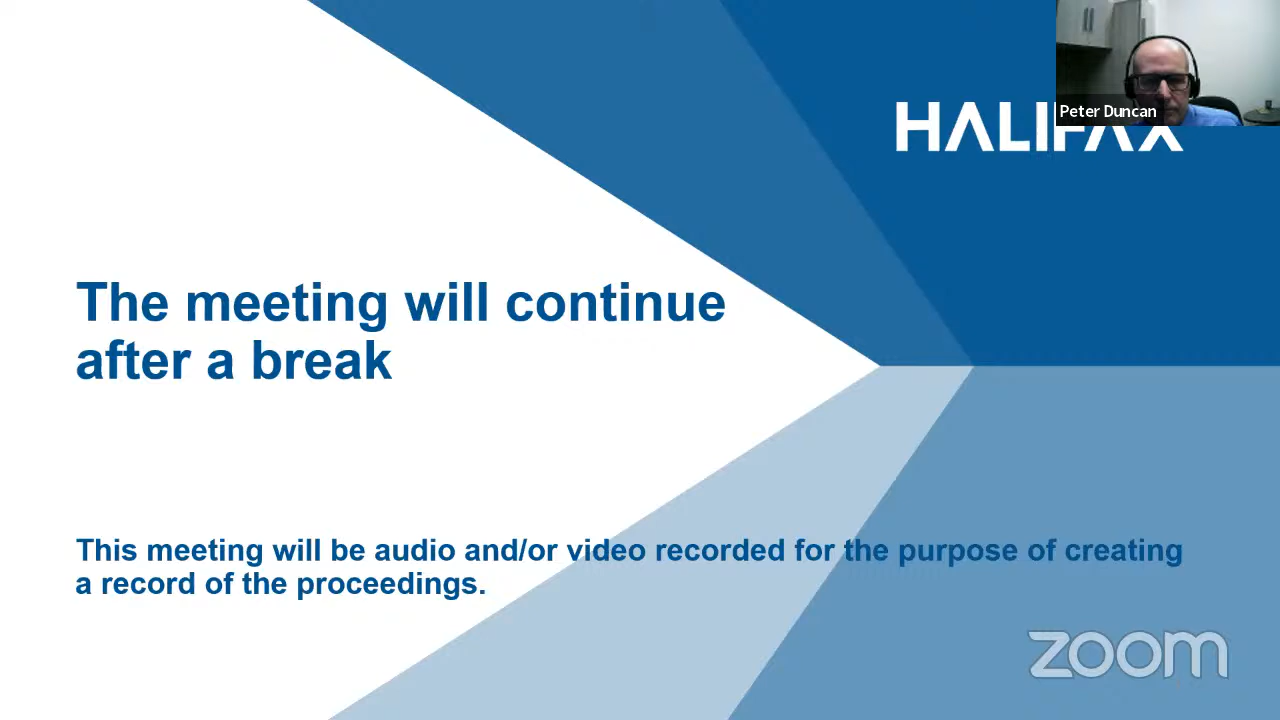 HALIFAX
Peter Duncan
The meeting will continue
after a break
This meeting will be audio and/or video recorded for the purpose of creating
a record of the proceedings.
zoom